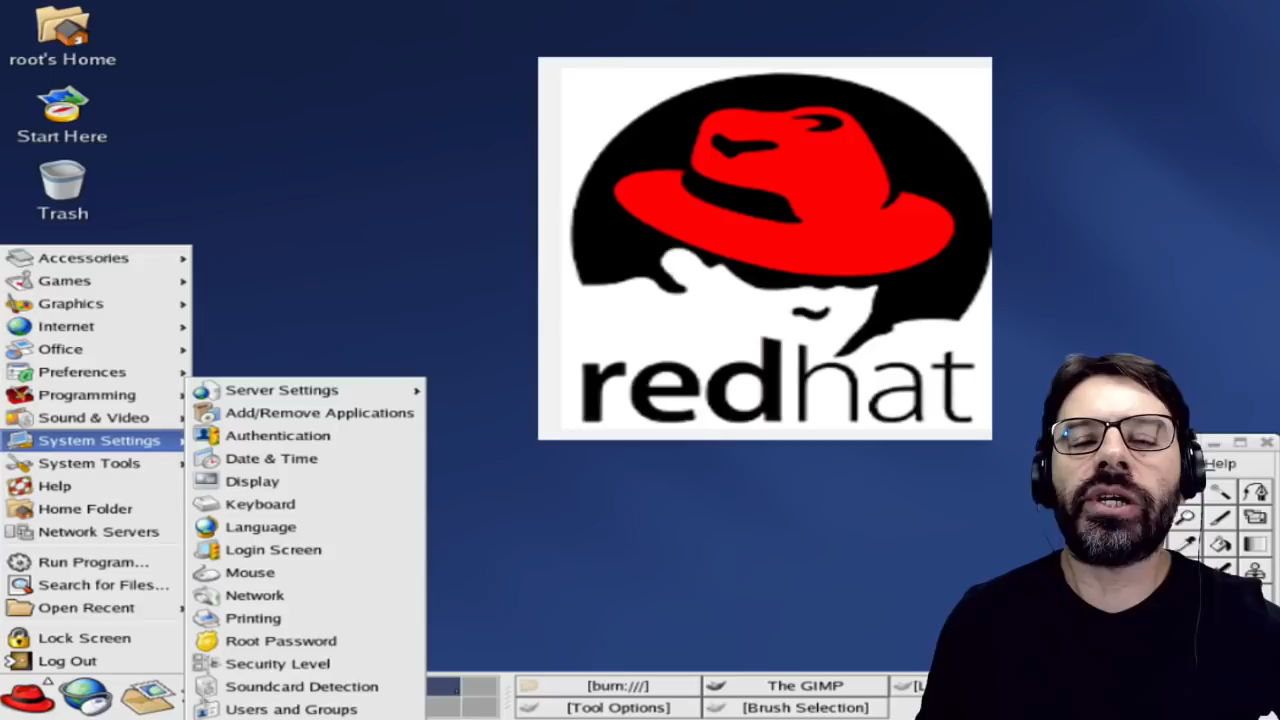 root's Home
Start Here
Trash
redhat
Accessories
Games
Graphics
Internet
Office
Preferences
Programming
Sound & Video
System Settings
System Tools
Help
Home Folder
Network Servers
Run Program...
Search for Files...
Open Recent
Lock Screen
Log Out
Server Settings
Add/Remove Applications
Authentication
Date & Time
Display
Keyboard
Language
Login Screen
Mouse
Network
Printing
Root Password
Security Level
Soundcard Detection
Users and Groups
Help
[burn:///]
The GIMP
[Tool Options]
[Brush Selection]